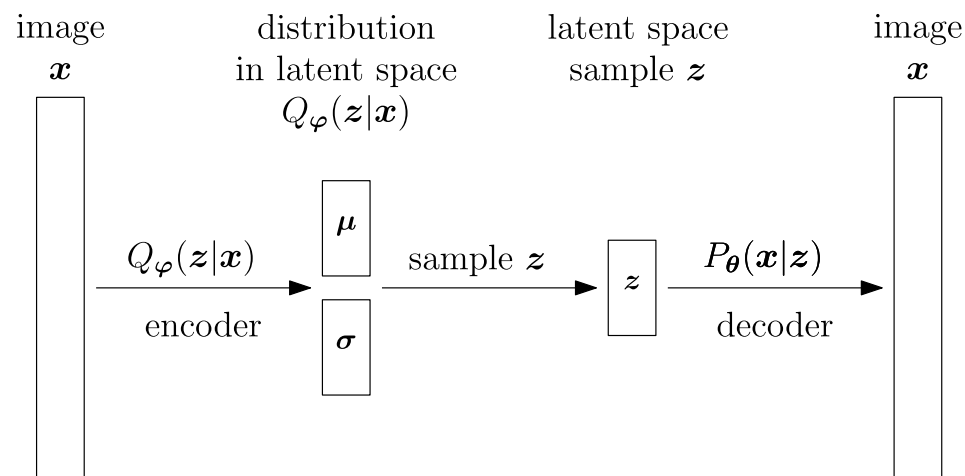 image
x
distribution
in latent space
Q_φ(z|x)
latent space
sample z
image
x
Q_φ(z|x)
encoder
μ
σ
sample z
z
P_θ(x|z)
decoder